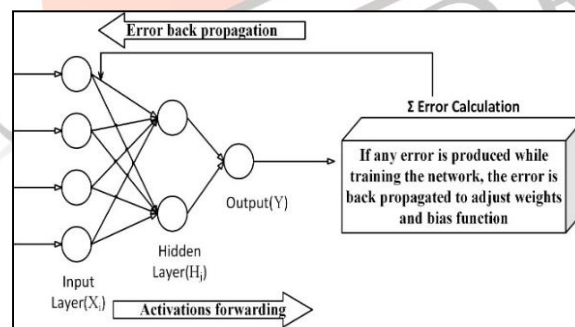 Error back propagation
Σ Error Calculation
If any error is produced while
training the network, the error is
back propagated to adjust weights
and bias function
Output(Y)
Hidden
Layer(Hj)
Input
Layer(Xi)
Activations forwarding